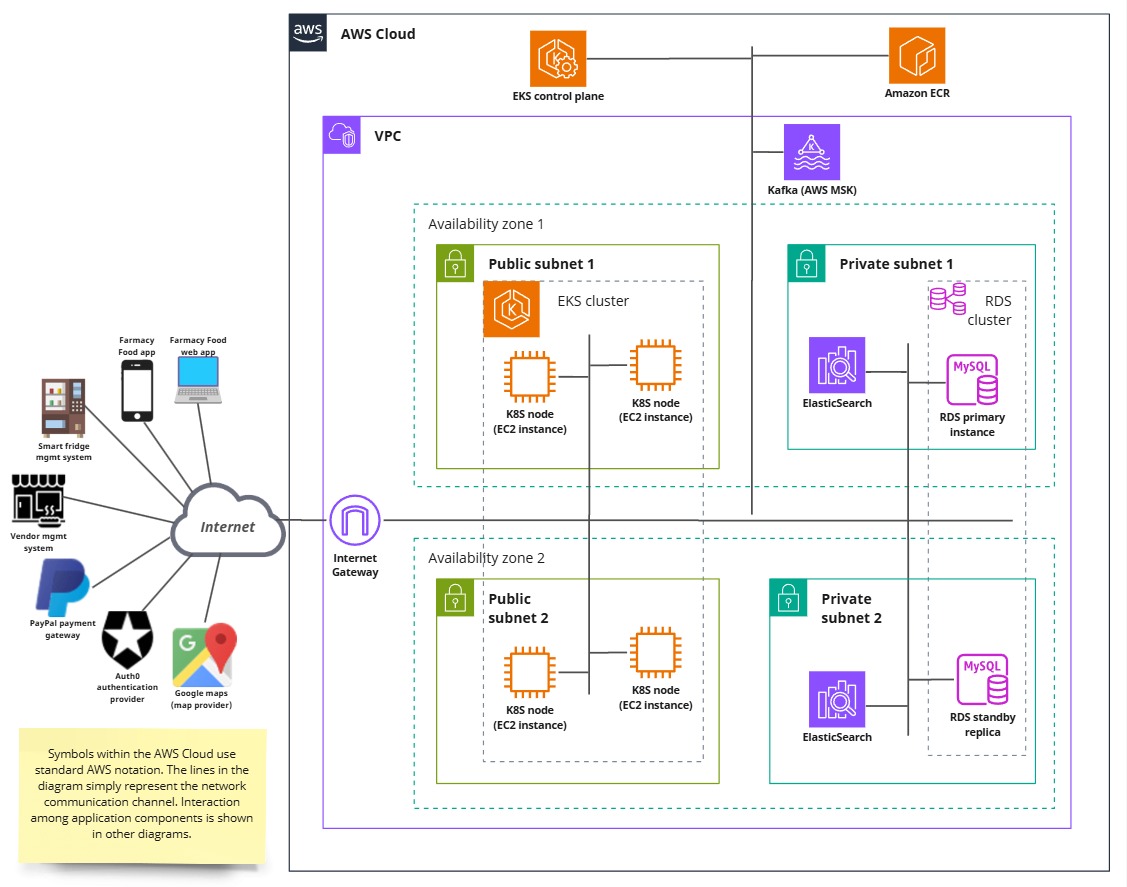 aws
AWS Cloud
EKS control plane
Amazon ECR
VPC
Kafka (AWS MSK)
Availability zone 1
Public subnet 1
EKS cluster
K8S node
(EC2 instance)
K8S node
(EC2 instance)
Private subnet 1
RDS
cluster
ElasticSearch
MySQL
RDS primary
instance
Farmacy
Food app
Farmacy Food
web app
Smart fridge
mgmt system
Vendor mgmt
system
Internet
Internet
Gateway
PayPal payment
gateway
Auth0
authentication
provider
G
Google maps
(map provider)
Availability zone 2
Public
subnet 2
K8S node
(EC2 instance)
K8S node
(EC2 instance)
Private
subnet 2
ElasticSearch
MySQL
RDS standby
replica
Symbols within the AWS Cloud use
standard AWS notation. The lines in the
diagram simply represent the network
communication channel. Interaction
among application components is shown
in other diagrams.